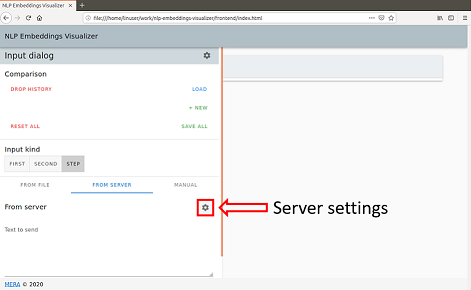 NLP Embeddings Visualizer
file:///home/linuser/work/nlp-embeddings-visualizer/frontend/index.html
NLP Embeddings Visualizer
Input dialog
Comparison
DROP HISTORY LOAD
+ NEW
RESET ALL SAVE ALL
Input kind
FIRST SECOND STEP
FROM FILE FROM SERVER MANUAL
From server
Server settings
Text to send
MERA © 2020